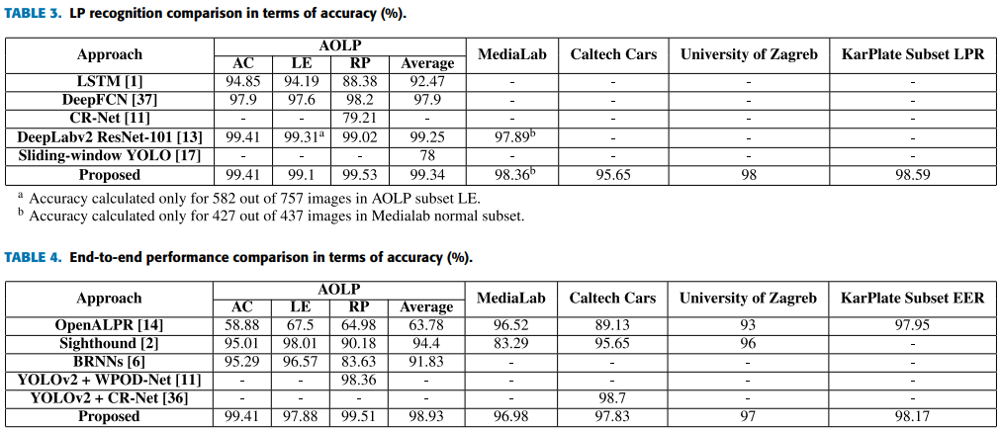 TABLE 3. LP recognition comparison in terms of accuracy (%).
Approach AOLP MediaLab Caltech Cars University of Zagreb KarPlate Subset LPR
AC LE RP Average
LSTM [1] 94.85 94.19 88.38 92.47 - - - -
DeepFCN [37] 97.9 97.6 98.2 97.9 - - - -
CR-Net [11] - - 79.21 - - - -
DeepLabv2 ResNet-101 [13] 99.41 99.31a 99.02 99.25 97.89b - - -
Sliding-window YOLO [17] - - - 78 - - - -
Proposed 99.41 99.1 99.53 99.34 98.36b 95.65 98 98.59
a Accuracy calculated only for 582 out of 757 images in AOLP subset LE.
b Accuracy calculated only for 427 out of 437 images in Medialab normal subset.
TABLE 4. End-to-end performance comparison in terms of accuracy (%).
Approach AOLP MediaLab Caltech Cars University of Zagreb KarPlate Subset EER
AC LE RP Average
OpenALPR [14] 58.88 67.5 64.98 63.78 96.52 89.13 93 97.95
Sighthound [2] 95.01 98.01 90.18 94.4 83.29 95.65 96 -
BRNNs [6] 95.29 96.57 83.63 91.83 - - - -
YOLOv2 + WPOD-Net [11] - - 98.36 - - - - -
YOLOv2 + CR-Net [36] - - - - - 98.7 - -
Proposed 99.41 97.88 99.51 98.93 96.98 97.83 97 98.17